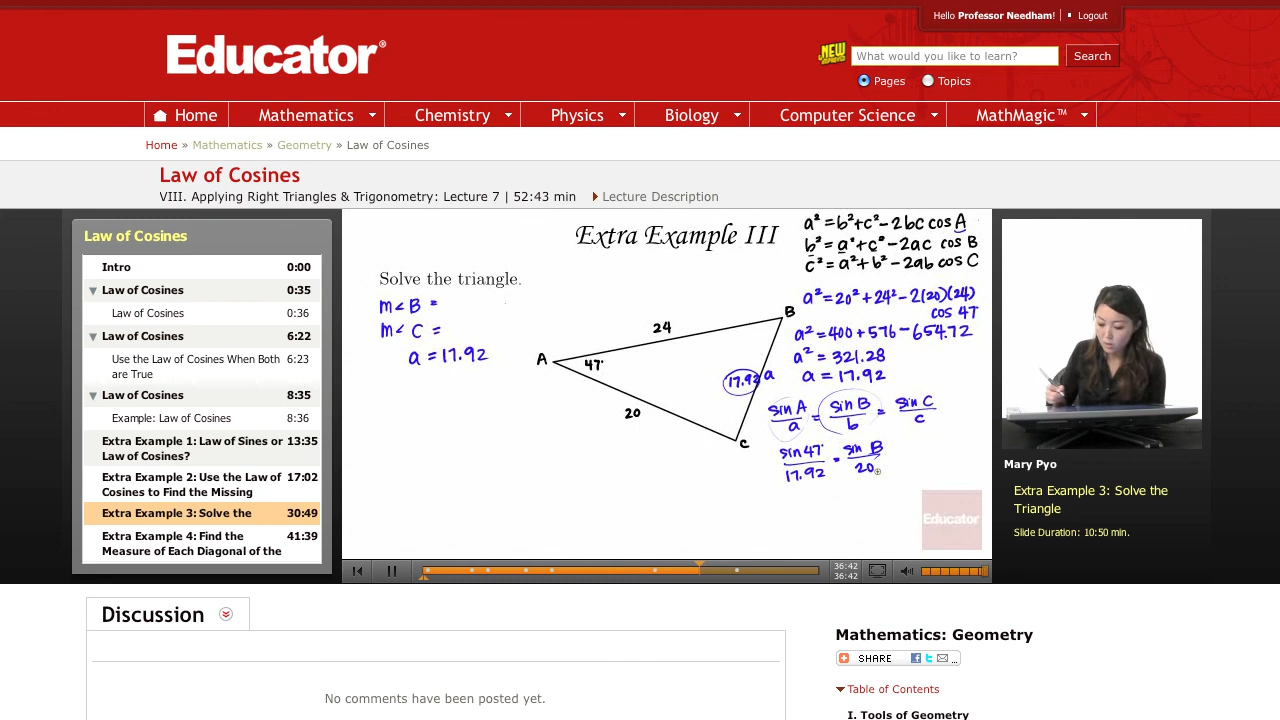 Hello Professor Needham! Logout
Educator®
NEW
What would you like to learn? Search
Pages Topics
Home Mathematics Chemistry Physics Biology Computer Science MathMagic™
Home » Mathematics » Geometry » Law of Cosines
Law of Cosines
VIII. Applying Right Triangles & Trigonometry: Lecture 7 | 52:43 min Lecture Description
Law of Cosines
Intro 0:00
Law of Cosines 0:35
Law of Cosines 0:36
Law of Cosines 6:22
Use the Law of Cosines When Both 6:23
are True
Law of Cosines 8:35
Example: Law of Cosines 8:36
Extra Example 1: Law of Sines or 13:35
Law of Cosines?
Extra Example 2: Use the Law of 17:02
Cosines to Find the Missing
Extra Example 3: Solve the 30:49
Extra Example 4: Find the 41:39
Measure of Each Diagonal of the
Extra Example III
Solve the triangle.
m∠B =
m∠C =
a = 17.92
A
B
C
24
47°
20
17.92 a
a² = b² + c² - 2bc cos A
b² = a² + c² - 2ac cos B
c² = a² + b² - 2ab cos C
a² = 20² + 24² - 2(20)(24)
cos 47
a² = 400 + 576 - 654.72
a² = 321.28
a = 17.92
sin A / a = sin B / b = sin C / c
sin 47° / 17.92 = sin B / 20
Educator
36:42
36:42
Mary Pyo
Extra Example 3: Solve the
Triangle
Slide Duration: 10:50 min.
Discussion
No comments have been posted yet.
Mathematics: Geometry
SHARE ...
Table of Contents
I. Tools of Geometry